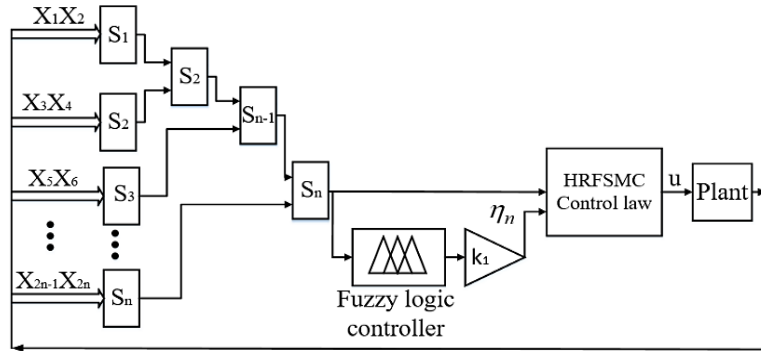 X1X2
S1
S2
X3X4
S2
Sn-1
X5X6
S3
Sn
HRFSMC
Control law
u
Plant
ηn
k1
X2n-1X2n
Sn
Fuzzy logic
controller